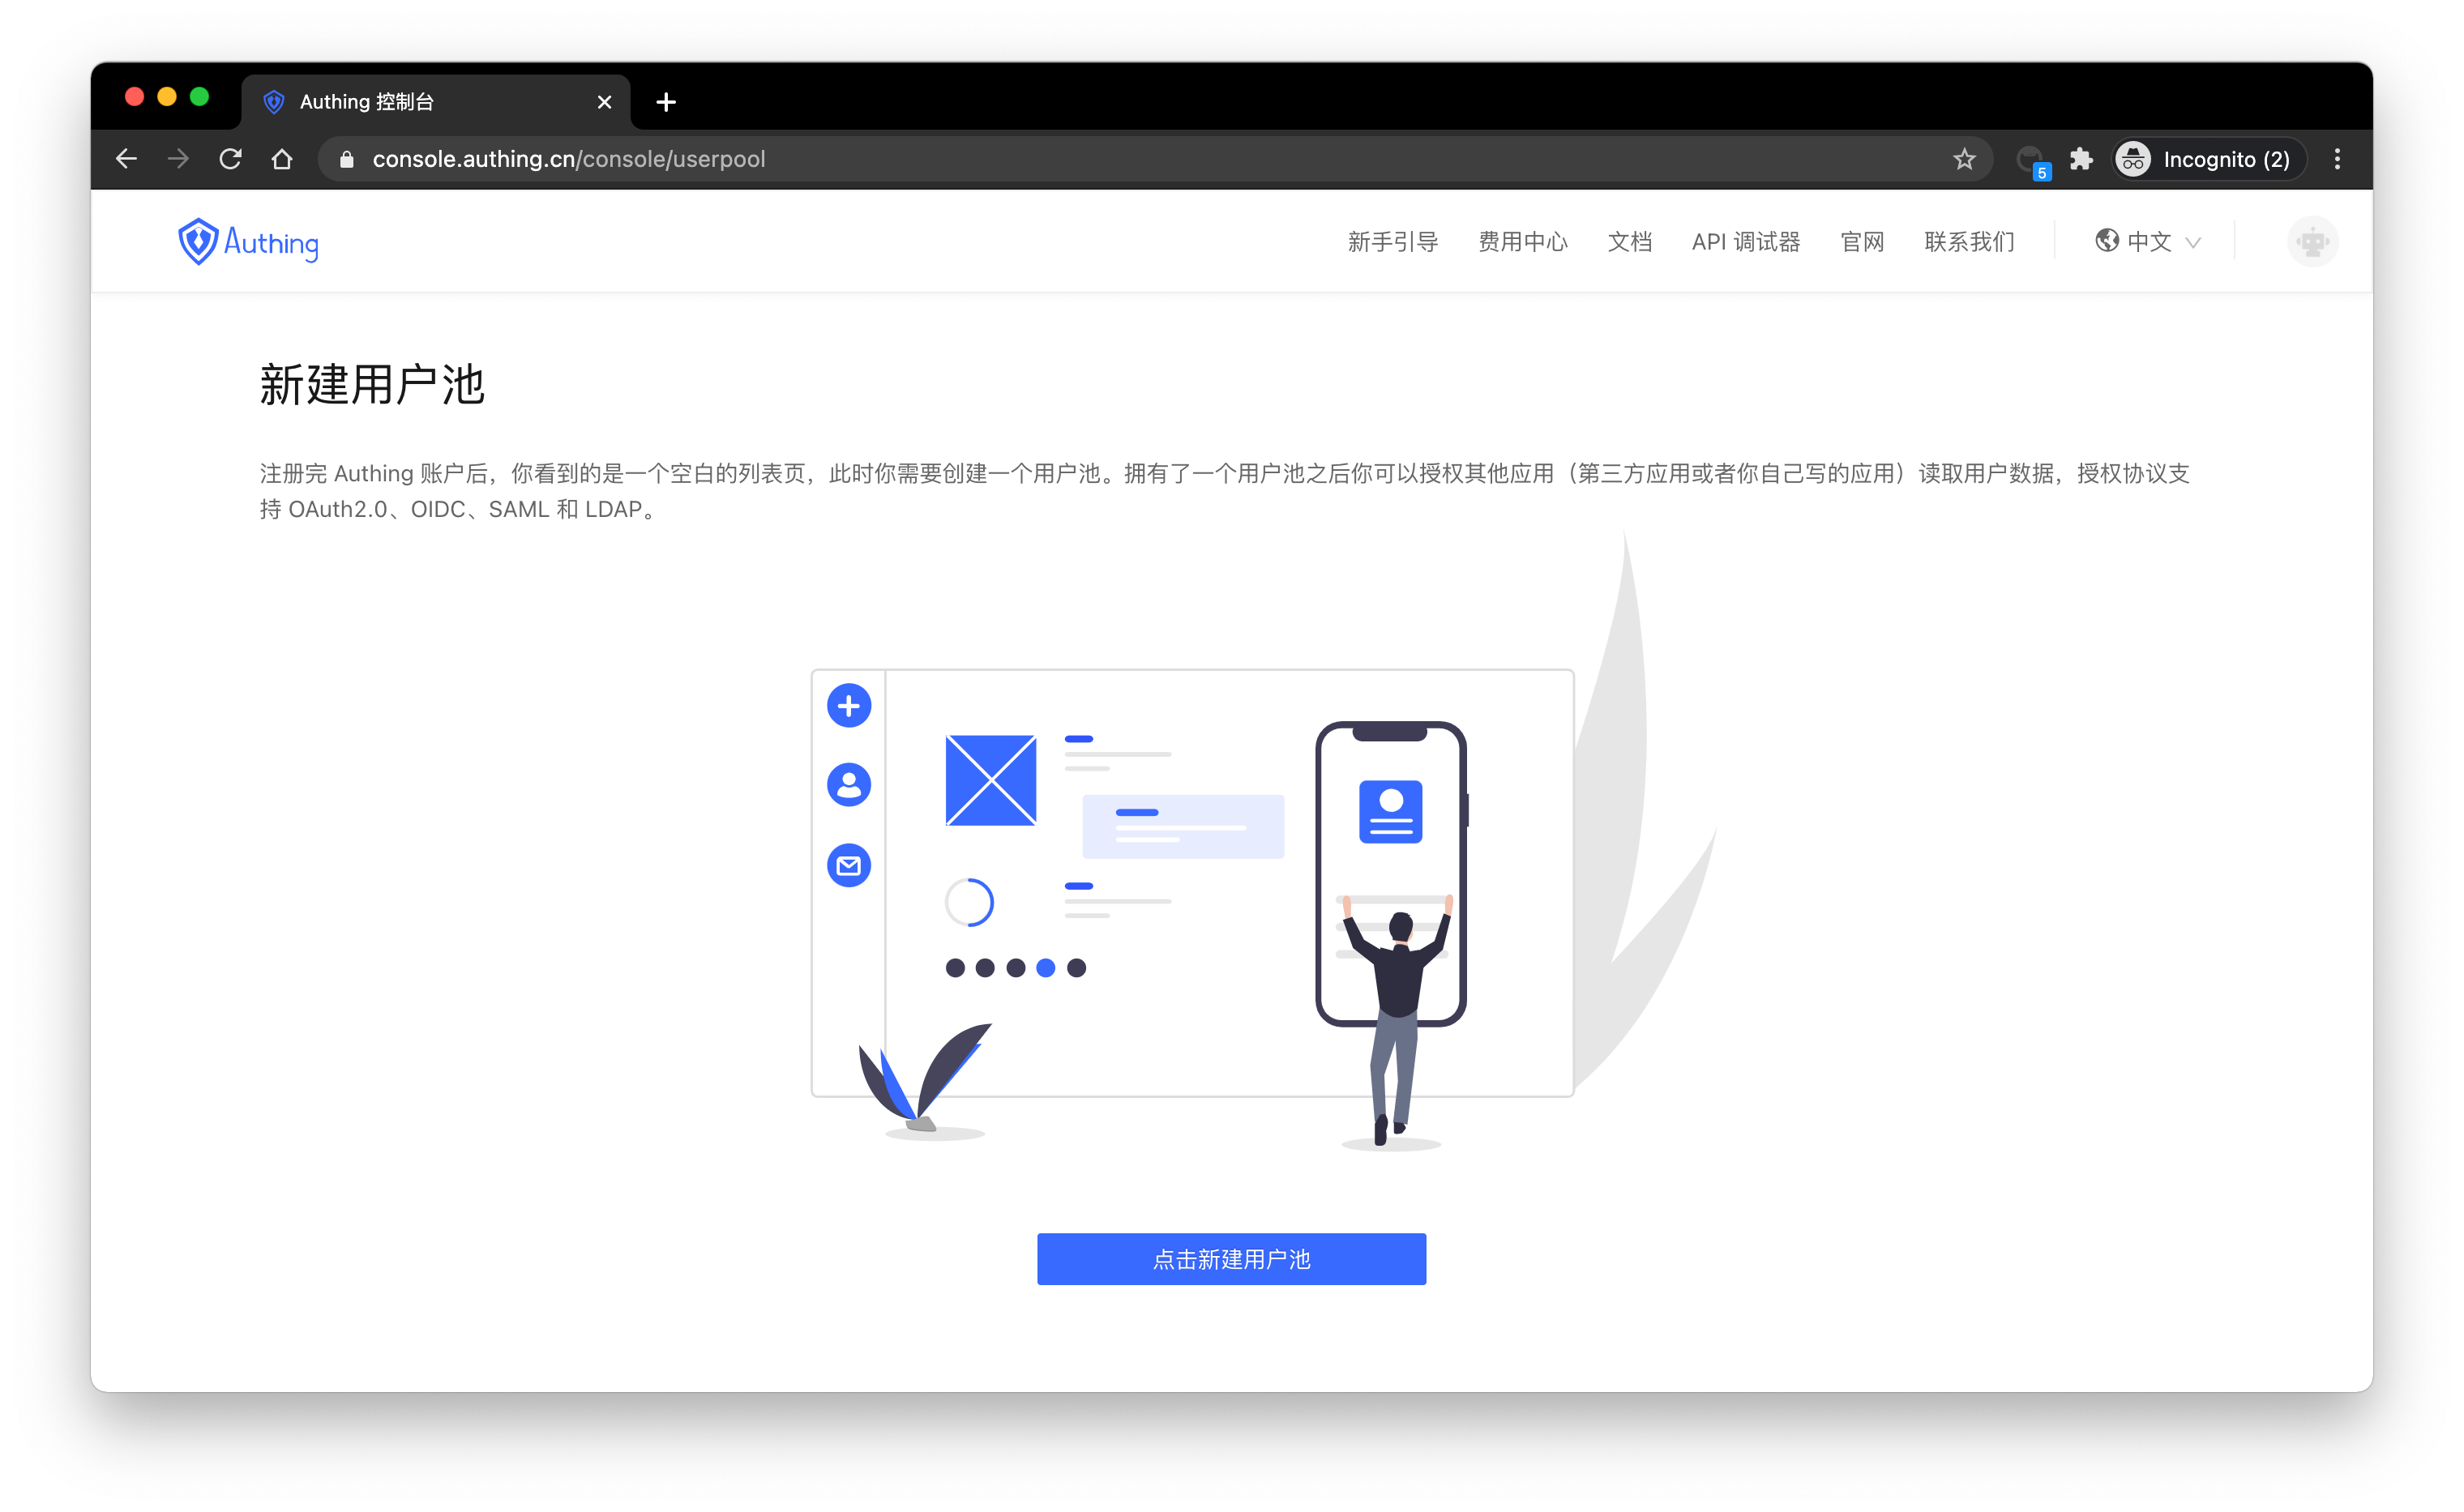 Authing 控制台
console.authing.cn/console/userpool
5
Incognito (2)
Authing
新手引导
费用中心
文档
API 调试器
官网
联系我们
中文
新建用户池
注册完 Authing 账户后，你看到的是一个空白的列表页，此时你需要创建一个用户池。拥有了一个用户池之后你可以授权其他应用（第三方应用或者你自己写的应用）读取用户数据，授权协议支
持 OAuth2.0、OIDC、SAML 和 LDAP。
点击新建用户池